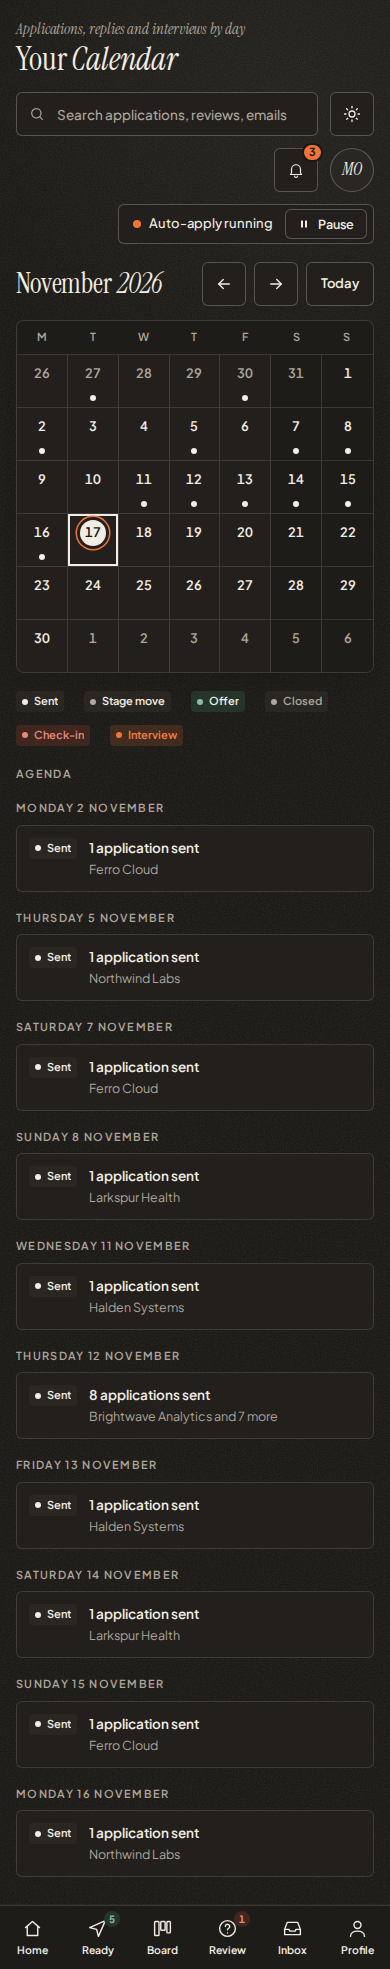 Applications, replies and interviews by day
Your Calendar
Search applications, reviews, emails
3
MO
Auto-apply running
Pause
November 2026
Today
M T W T F S S
26 27 28 29 30 31 1
2 3 4 5 6 7 8
9 10 11 12 13 14 15
16 17 18 19 20 21 22
23 24 25 26 27 28 29
30 1 2 3 4 5 6
Sent Stage move Offer Closed
Check-in Interview
AGENDA
MONDAY 2 NOVEMBER
Sent 1 application sent
Ferro Cloud
THURSDAY 5 NOVEMBER
Sent 1 application sent
Northwind Labs
SATURDAY 7 NOVEMBER
Sent 1 application sent
Ferro Cloud
SUNDAY 8 NOVEMBER
Sent 1 application sent
Larkspur Health
WEDNESDAY 11 NOVEMBER
Sent 1 application sent
Halden Systems
THURSDAY 12 NOVEMBER
Sent 8 applications sent
Brightwave Analytics and 7 more
FRIDAY 13 NOVEMBER
Sent 1 application sent
Halden Systems
SATURDAY 14 NOVEMBER
Sent 1 application sent
Larkspur Health
SUNDAY 15 NOVEMBER
Sent 1 application sent
Ferro Cloud
MONDAY 16 NOVEMBER
Sent 1 application sent
Northwind Labs
5 1
Home Ready Board Review Inbox Profile